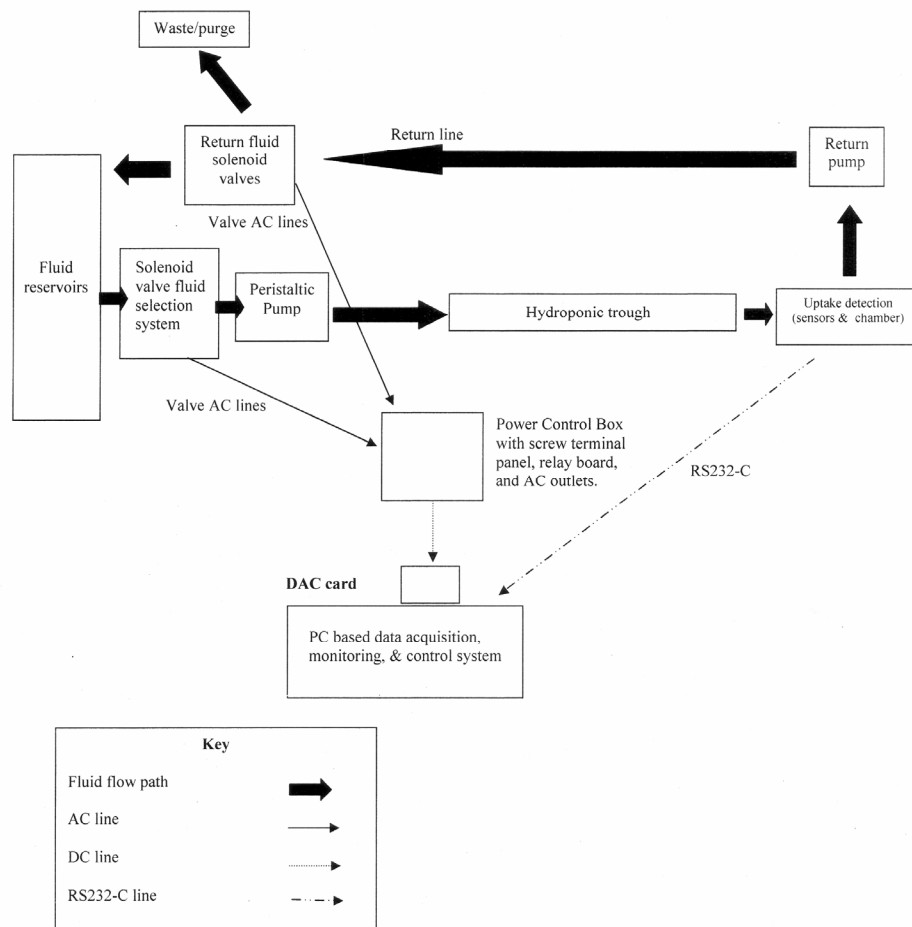 Waste/purge
Return fluid
solenoid
valves
Return line
Return
pump
Valve AC lines
Fluid
reservoirs
Solenoid
valve fluid
selection
system
Peristaltic
Pump
Hydroponic trough
Uptake detection
(sensors & chamber)
Valve AC lines
Power Control Box
with screw terminal
panel, relay board,
and AC outlets.
RS232-C
DAC card
PC based data acquisition,
monitoring, & control system
Key
Fluid flow path
AC line
DC line
RS232-C line